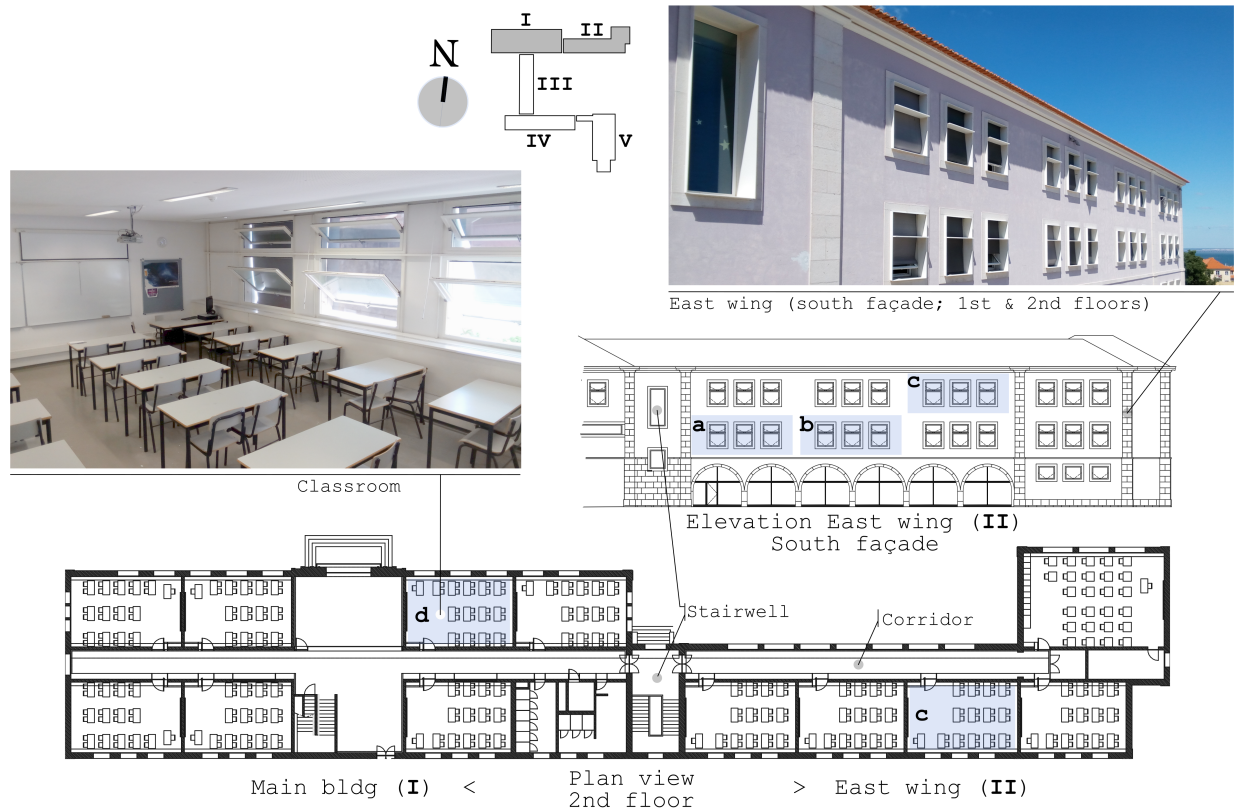 I
II
N
III
IV
V
East wing (south façade; 1st & 2nd floors)
c
a
b
Classroom
Elevation East wing (II)
South façade
d
Stairwell
Corridor
c
Main bldg (I) < Plan view > East wing (II)
2nd floor